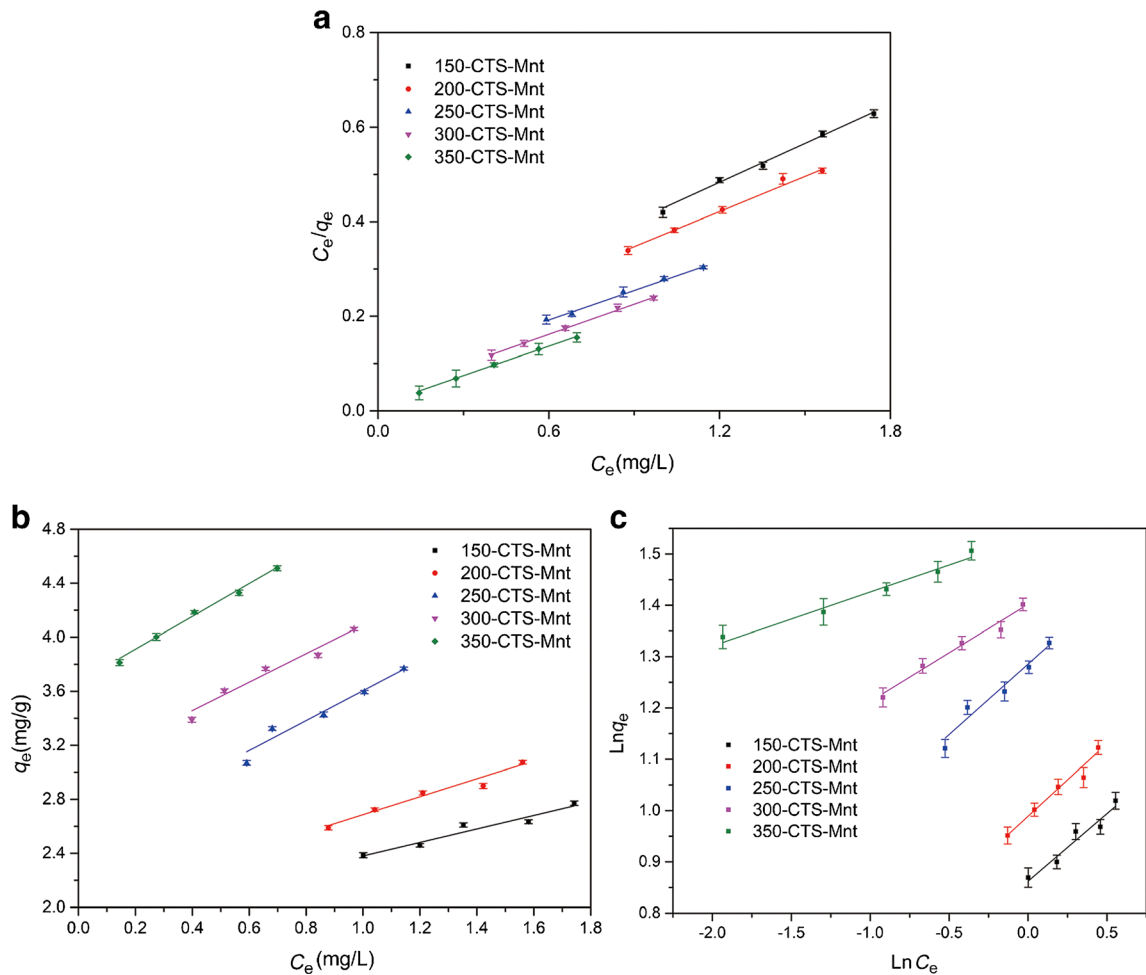 a
0.8
0.6
0.4
0.2
0.0
Ce/qe
150-CTS-Mnt
200-CTS-Mnt
250-CTS-Mnt
300-CTS-Mnt
350-CTS-Mnt
0.0 0.6 1.2 1.8
Ce(mg/L)
b
4.8
4.4
4.0
3.6
3.2
2.8
2.4
2.0
qe(mg/g)
150-CTS-Mnt
200-CTS-Mnt
250-CTS-Mnt
300-CTS-Mnt
350-CTS-Mnt
0.0 0.2 0.4 0.6 0.8 1.0 1.2 1.4 1.6 1.8
Ce(mg/L)
c
1.5
1.4
1.3
1.2
1.1
1.0
0.9
0.8
Lnqe
150-CTS-Mnt
200-CTS-Mnt
250-CTS-Mnt
300-CTS-Mnt
350-CTS-Mnt
-2.0 -1.5 -1.0 -0.5 0.0 0.5
Ln Ce